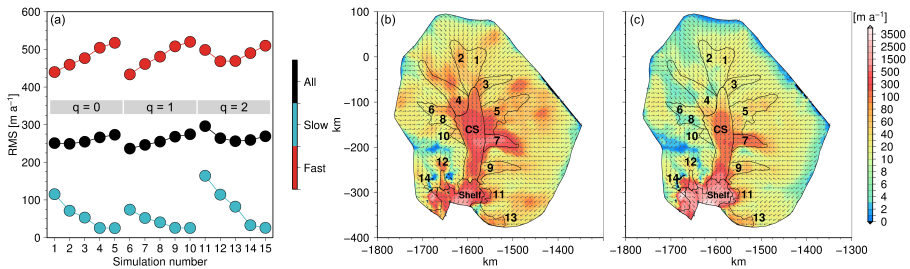 (a)
RMS [m a⁻¹]
600
500
400
300
200
100
0
q = 0
q = 1
q = 2
1 2 3 4 5 6 7 8 9 10 11 12 13 14 15
Simulation number
All
Slow
Fast
(b)
km
100
0
−100
−200
−300
−400
2
1
3
4
6
5
8
CS
10
7
12
9
14
Shelf
11
13
−1800 −1700 −1600 −1500 −1400 −1300
km
(c)
2
1
3
4
6
5
8
CS
10
7
12
9
14
Shelf
11
13
−1800 −1700 −1600 −1500 −1400 −1300
km
[m a⁻¹]
3500
2500
1500
1000
500
300
100
80
60
40
20
10
8
6
4
2
0